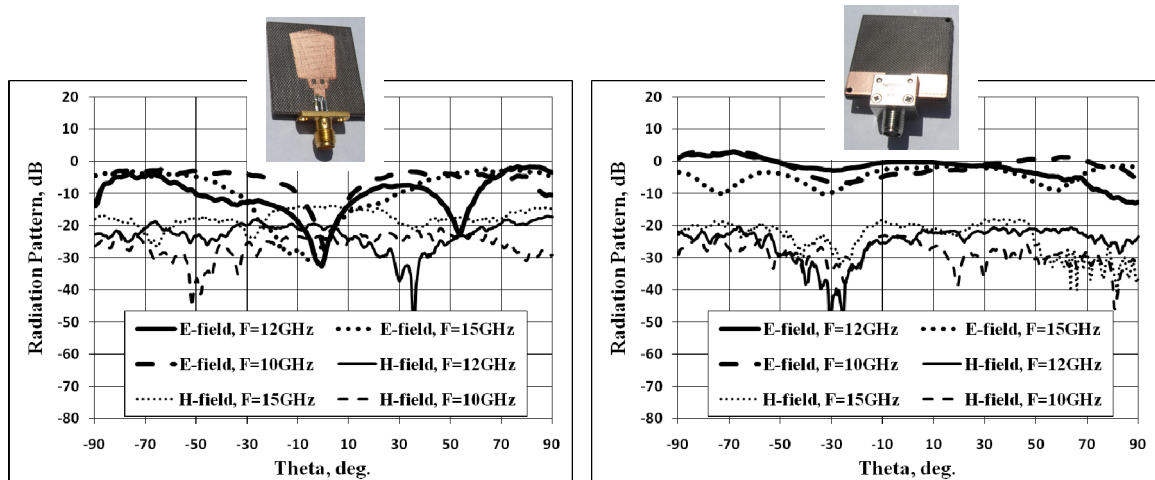 Radiation Pattern, dB
20
10
0
-10
-20
-30
-40
-50
-60
-70
-80
E-field, F=12GHz
E-field, F=15GHz
E-field, F=10GHz
H-field, F=12GHz
H-field, F=15GHz
H-field, F=10GHz
-90 -70 -50 -30 -10 10 30 50 70 90
Theta, deg.
Radiation Pattern, dB
20
10
0
-10
-20
-30
-40
-50
-60
-70
-80
E-field, F=12GHz
E-field, F=15GHz
E-field, F=10GHz
H-field, F=12GHz
H-field, F=15GHz
H-field, F=10GHz
-90 -70 -50 -30 -10 10 30 50 70 90
Theta, deg.